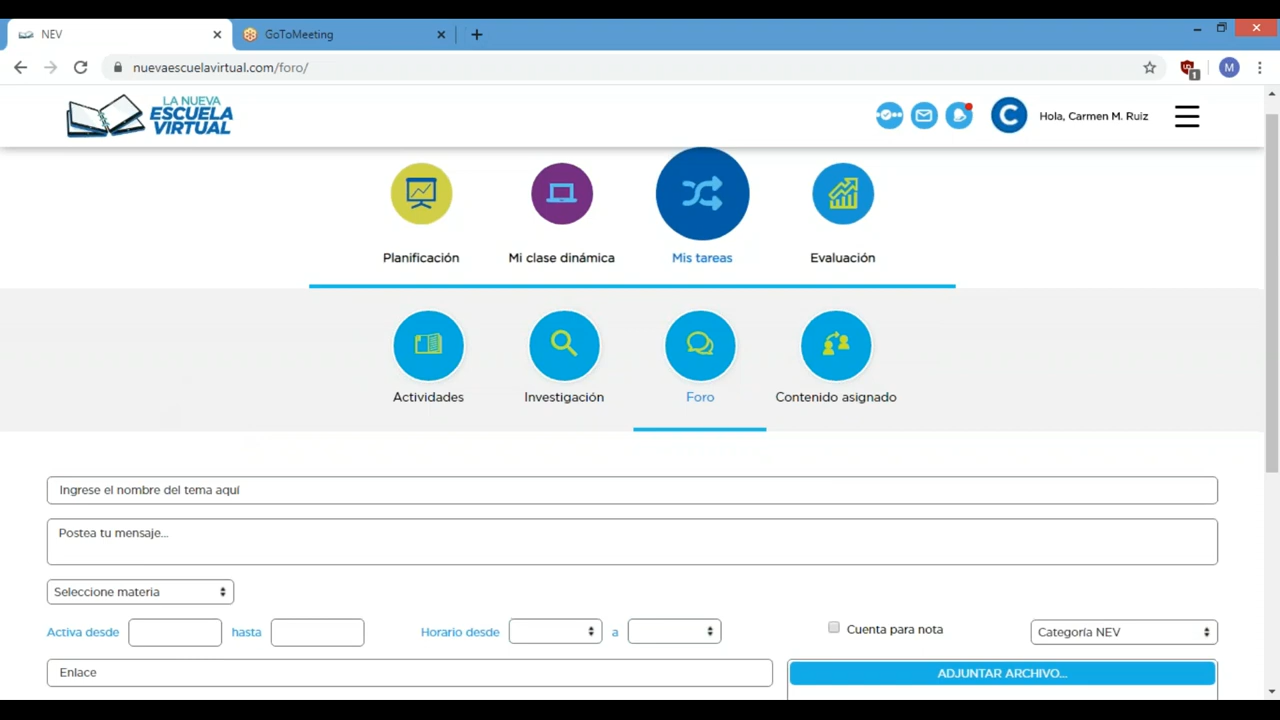 NEV
GoToMeeting
nuevaescuelavirtual.com/foro/
M
1
LA NUEVA
ESCUELA
VIRTUAL
C
Hola, Carmen M. Ruiz
Planificación
Mi clase dinámica
Mis tareas
Evaluación
Actividades
Investigación
Foro
Contenido asignado
Ingrese el nombre del tema aquí
Postea tu mensaje...
Seleccione materia
Activa desde hasta Horario desde a Cuenta para nota Categoría NEV
Enlace
ADJUNTAR ARCHIVO...